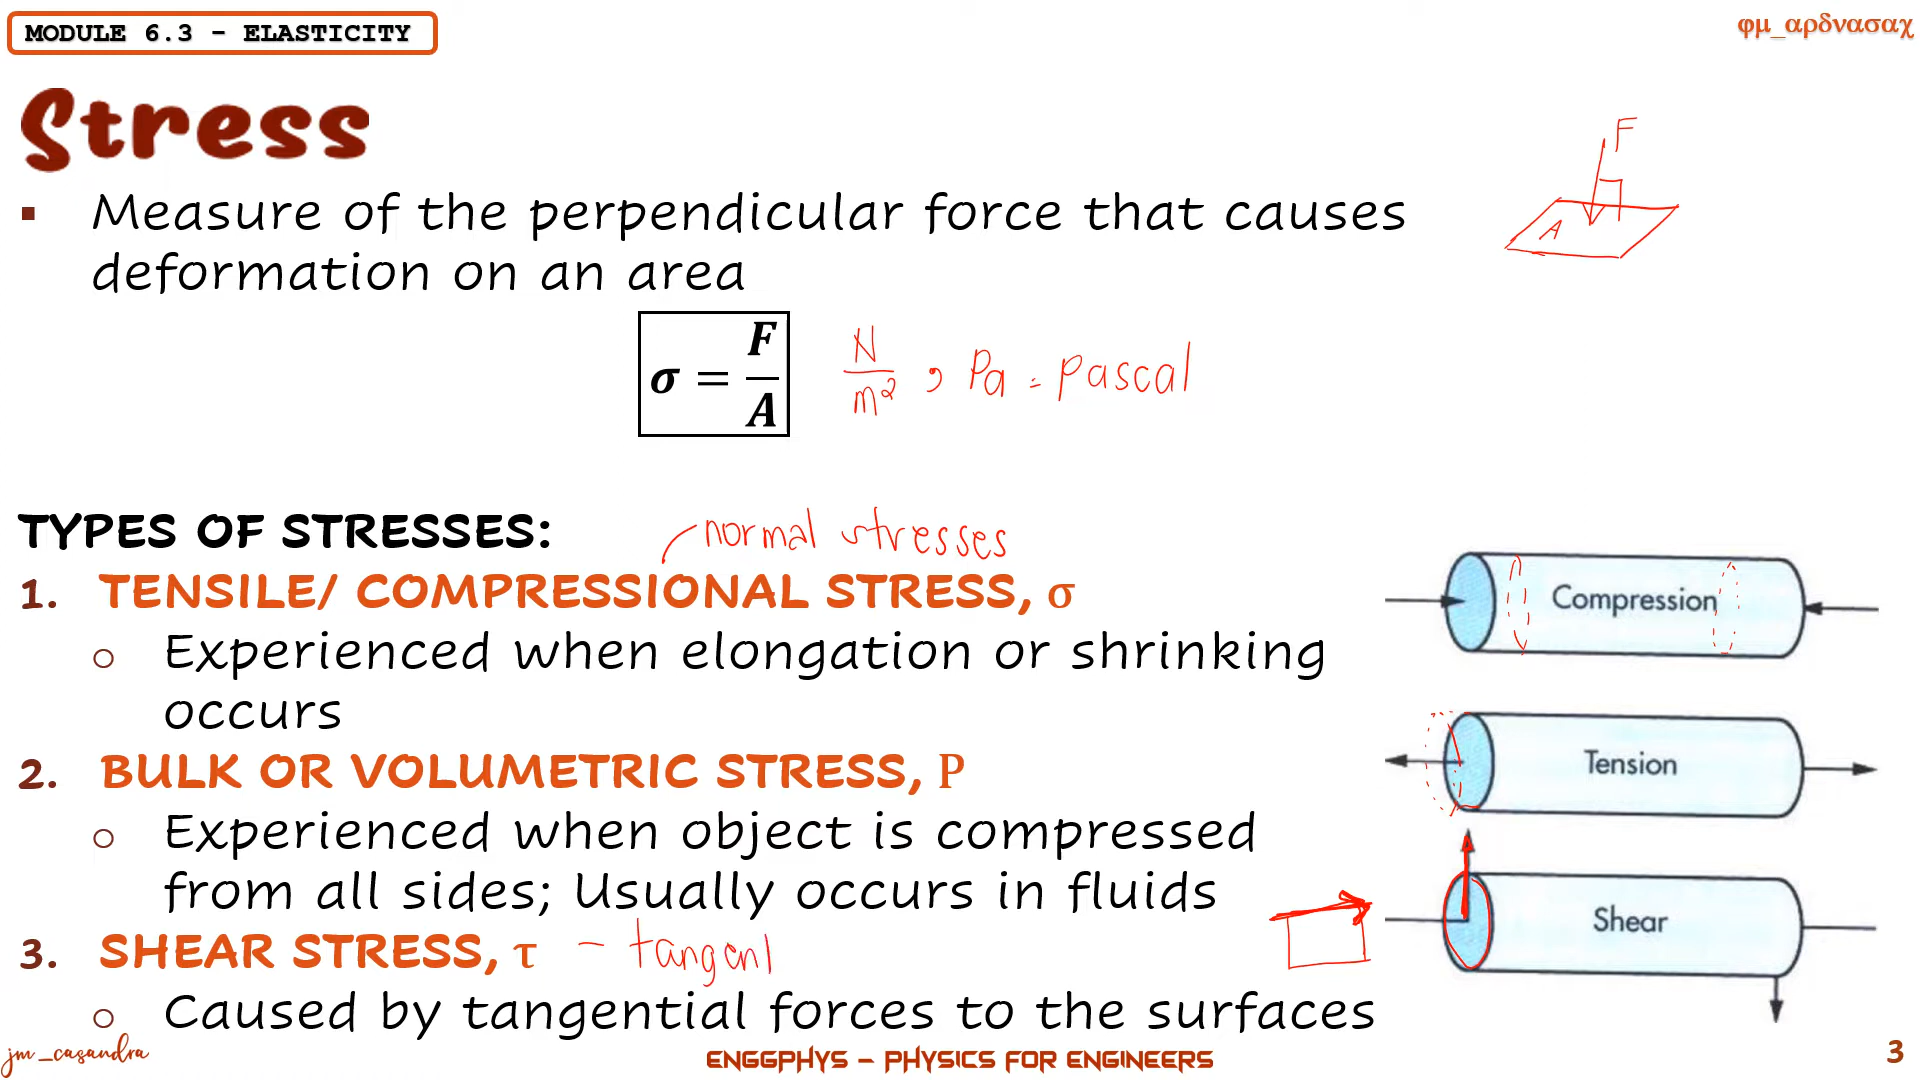 MODULE 6.3 - ELASTICITY
φμ_αρδνασαχ
Stress
▪ Measure of the perpendicular force that causes
deformation on an area
F
A
σ = F/A
N/m² , Pa = pascal
TYPES OF STRESSES:
normal stresses
1. TENSILE/ COMPRESSIONAL STRESS, σ
o Experienced when elongation or shrinking
occurs
2. BULK OR VOLUMETRIC STRESS, P
o Experienced when object is compressed
from all sides; Usually occurs in fluids
3. SHEAR STRESS, τ - tangent
o Caused by tangential forces to the surfaces
Compression
Tension
Shear
jm_casandra
ENGGPHYS – PHYSICS FOR ENGINEERS
3